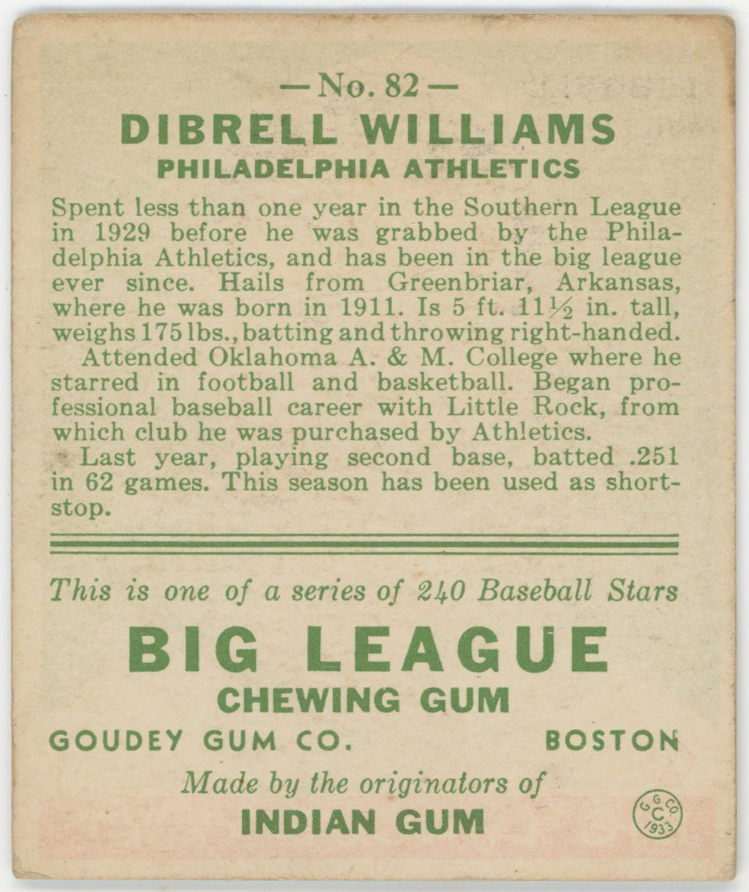 — No. 82 —
DIBRELL WILLIAMS
PHILADELPHIA ATHLETICS
Spent less than one year in the Southern League
in 1929 before he was grabbed by the Phila-
delphia Athletics, and has been in the big league
ever since. Hails from Greenbriar, Arkansas,
where he was born in 1911. Is 5 ft. 11½ in. tall,
weighs 175 lbs., batting and throwing right-handed.
Attended Oklahoma A. & M. College where he
starred in football and basketball. Began pro-
fessional baseball career with Little Rock, from
which club he was purchased by Athletics.
Last year, playing second base, batted .251
in 62 games. This season has been used as short-
stop.
This is one of a series of 240 Baseball Stars
BIG LEAGUE
CHEWING GUM
GOUDEY GUM CO. BOSTON
Made by the originators of
INDIAN GUM
G. G. CO.
C
1933